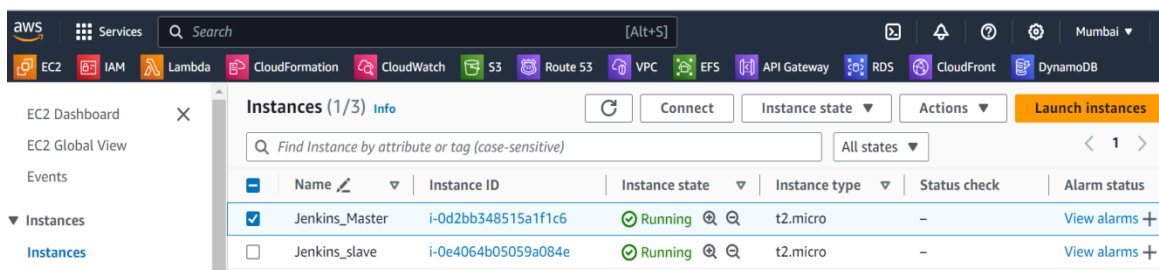 aws Services Search [Alt+S] Mumbai
EC2 IAM Lambda CloudFormation CloudWatch S3 Route 53 VPC EFS API Gateway RDS CloudFront DynamoDB
EC2 Dashboard
EC2 Global View
Events
Instances
Instances
Instances (1/3) Info Connect Instance state Actions Launch instances
Find Instance by attribute or tag (case-sensitive) All states 1
Name Instance ID Instance state Instance type Status check Alarm status
Jenkins_Master i-0d2bb348515a1f1c6 Running t2.micro – View alarms +
Jenkins_slave i-0e4064b05059a084e Running t2.micro – View alarms +